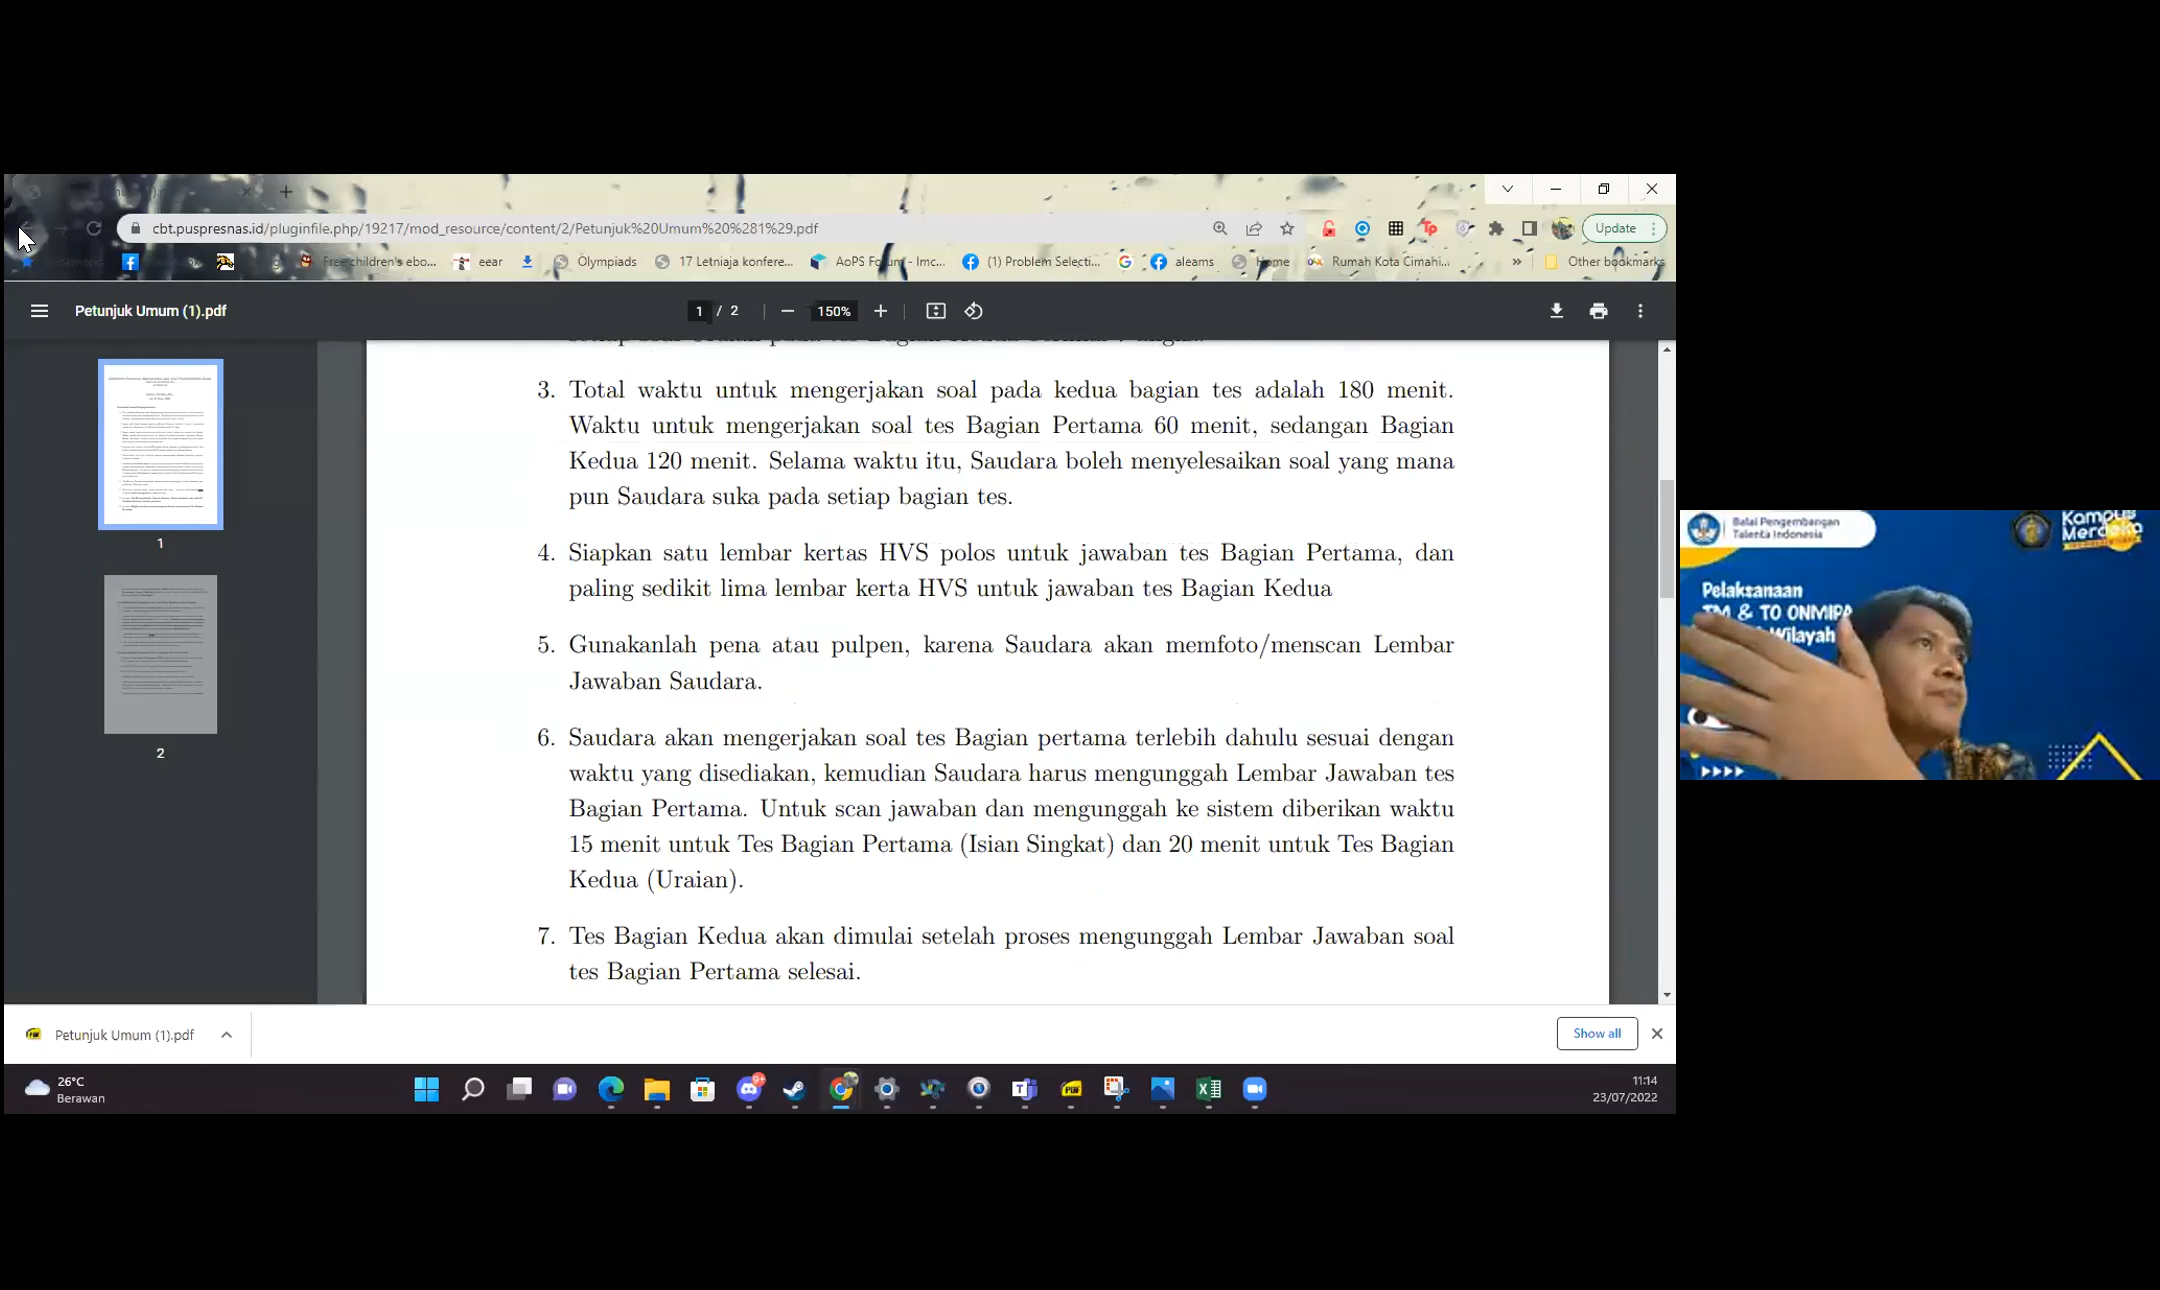 cbt.puspresnas.id/pluginfile.php/19217/mod_resource/content/2/Petunjuk%20Umum%20%281%29.pdf
Update
Free children's ebo...
eear
Olympiads
17 Letniaja konfere...
AoPS Forum - Imc...
(1) Problem Selecti...
aleams
Home
Rumah Kota Cimahi...
»
Other bookmarks
Petunjuk Umum (1).pdf
1 / 2
150%
3. Total waktu untuk mengerjakan soal pada kedua bagian tes adalah 180 menit.
Waktu untuk mengerjakan soal tes Bagian Pertama 60 menit, sedangan Bagian
Kedua 120 menit. Selama waktu itu, Saudara boleh menyelesaikan soal yang mana
pun Saudara suka pada setiap bagian tes.
4. Siapkan satu lembar kertas HVS polos untuk jawaban tes Bagian Pertama, dan
paling sedikit lima lembar kerta HVS untuk jawaban tes Bagian Kedua
5. Gunakanlah pena atau pulpen, karena Saudara akan memfoto/menscan Lembar
Jawaban Saudara.
6. Saudara akan mengerjakan soal tes Bagian pertama terlebih dahulu sesuai dengan
waktu yang disediakan, kemudian Saudara harus mengunggah Lembar Jawaban tes
Bagian Pertama. Untuk scan jawaban dan mengunggah ke sistem diberikan waktu
15 menit untuk Tes Bagian Pertama (Isian Singkat) dan 20 menit untuk Tes Bagian
Kedua (Uraian).
7. Tes Bagian Kedua akan dimulai setelah proses mengunggah Lembar Jawaban soal
tes Bagian Pertama selesai.
1
2
Petunjuk Umum (1).pdf
Show all
26°C
Berawan
11:14
23/07/2022
Balai Pengembangan
Talenta Indonesia
Kampus
Merdeka
Pelaksanaan
TM & TO ONMIPA
Wilayah